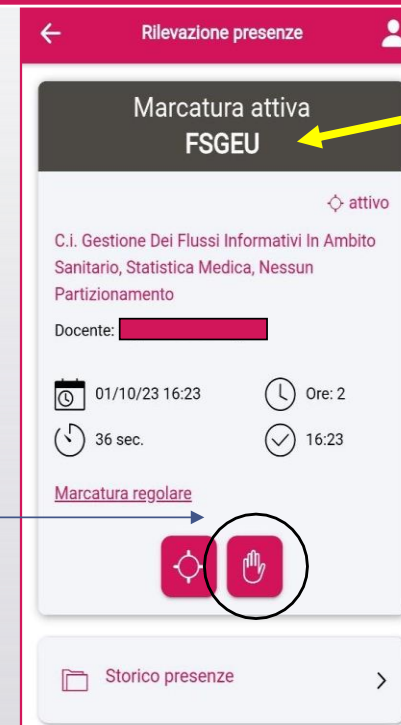 Rilevazione presenze
Marcatura attiva
FSGEU
attivo
C.i. Gestione Dei Flussi Informativi In Ambito
Sanitario, Statistica Medica, Nessun
Partizionamento
Docente:
01/10/23 16:23
Ore: 2
36 sec.
16:23
Marcatura regolare
Storico presenze